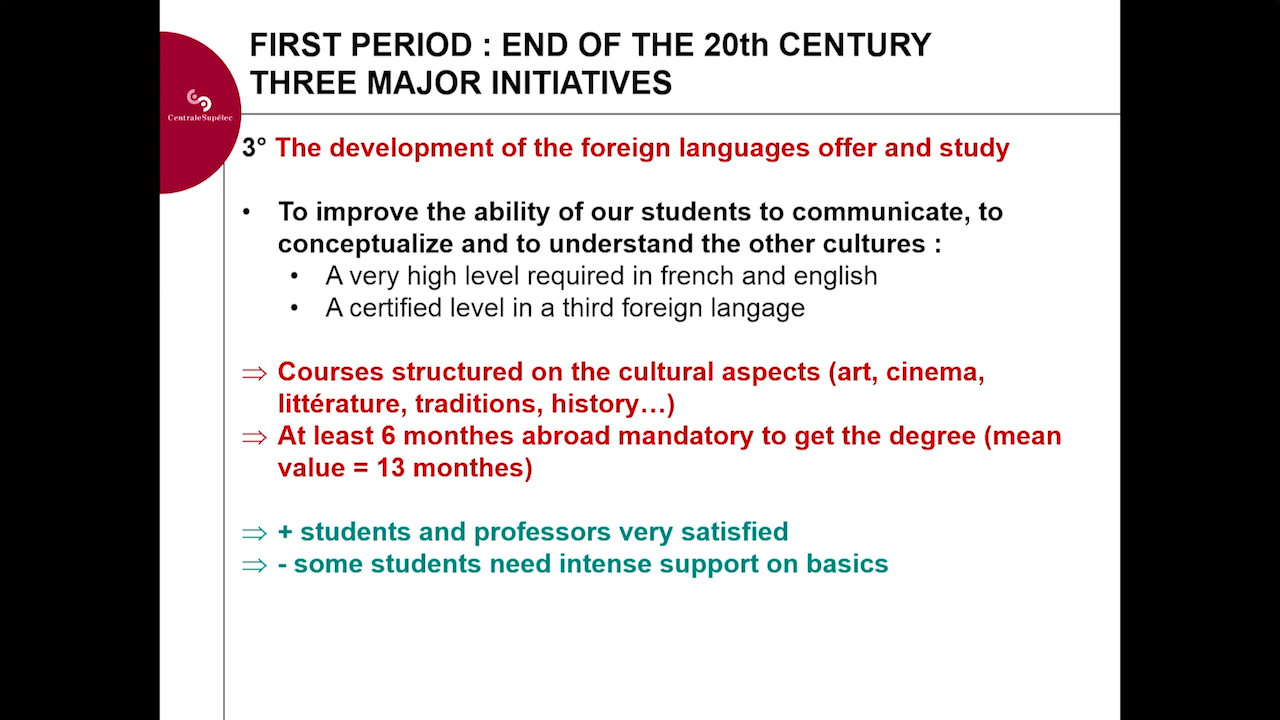 FIRST PERIOD : END OF THE 20th CENTURY
THREE MAJOR INITIATIVES
CentraleSupélec
3° The development of the foreign languages offer and study
• To improve the ability of our students to communicate, to
conceptualize and to understand the other cultures :
• A very high level required in french and english
• A certified level in a third foreign langage
⇒ Courses structured on the cultural aspects (art, cinema,
littérature, traditions, history…)
⇒ At least 6 monthes abroad mandatory to get the degree (mean
value = 13 monthes)
⇒ + students and professors very satisfied
⇒ - some students need intense support on basics